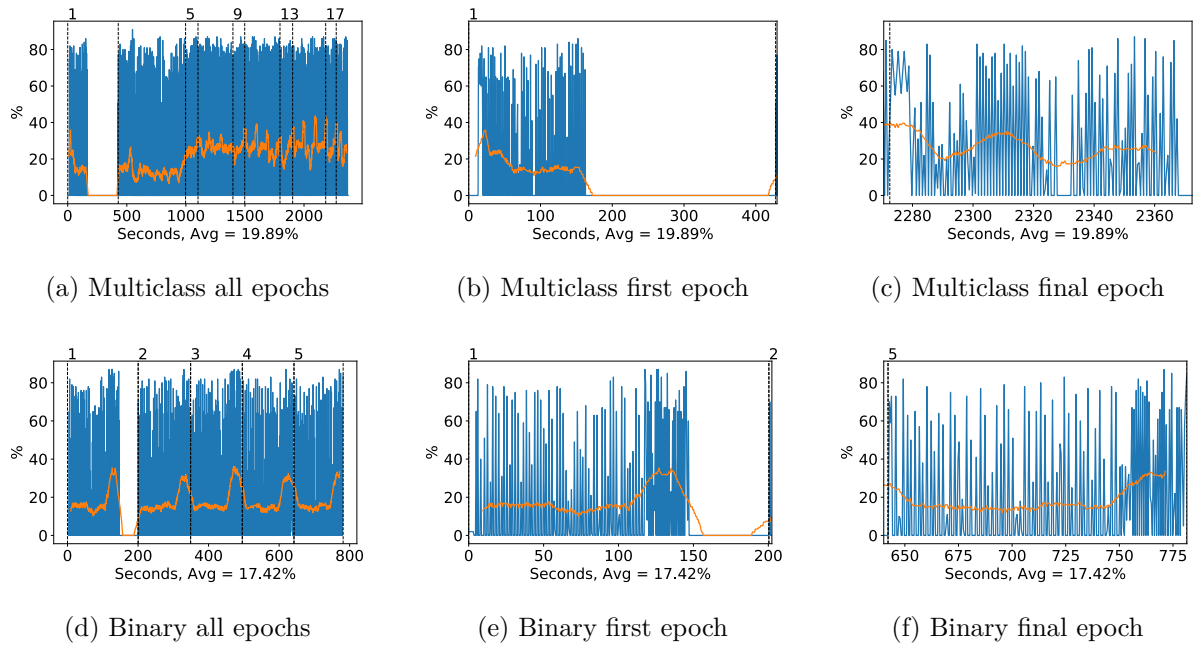 1 5 9 13 17
%
80
60
40
20
0
0 500 1000 1500 2000
Seconds, Avg = 19.89%
(a) Multiclass all epochs
1
%
80
60
40
20
0
0 100 200 300 400
Seconds, Avg = 19.89%
(b) Multiclass first epoch
%
80
60
40
20
0
2280 2300 2320 2340 2360
Seconds, Avg = 19.89%
(c) Multiclass final epoch
1 2 3 4 5
%
80
60
40
20
0
0 200 400 600 800
Seconds, Avg = 17.42%
(d) Binary all epochs
1 2
%
80
60
40
20
0
0 50 100 150 200
Seconds, Avg = 17.42%
(e) Binary first epoch
5
%
80
60
40
20
0
650 675 700 725 750 775
Seconds, Avg = 17.42%
(f) Binary final epoch